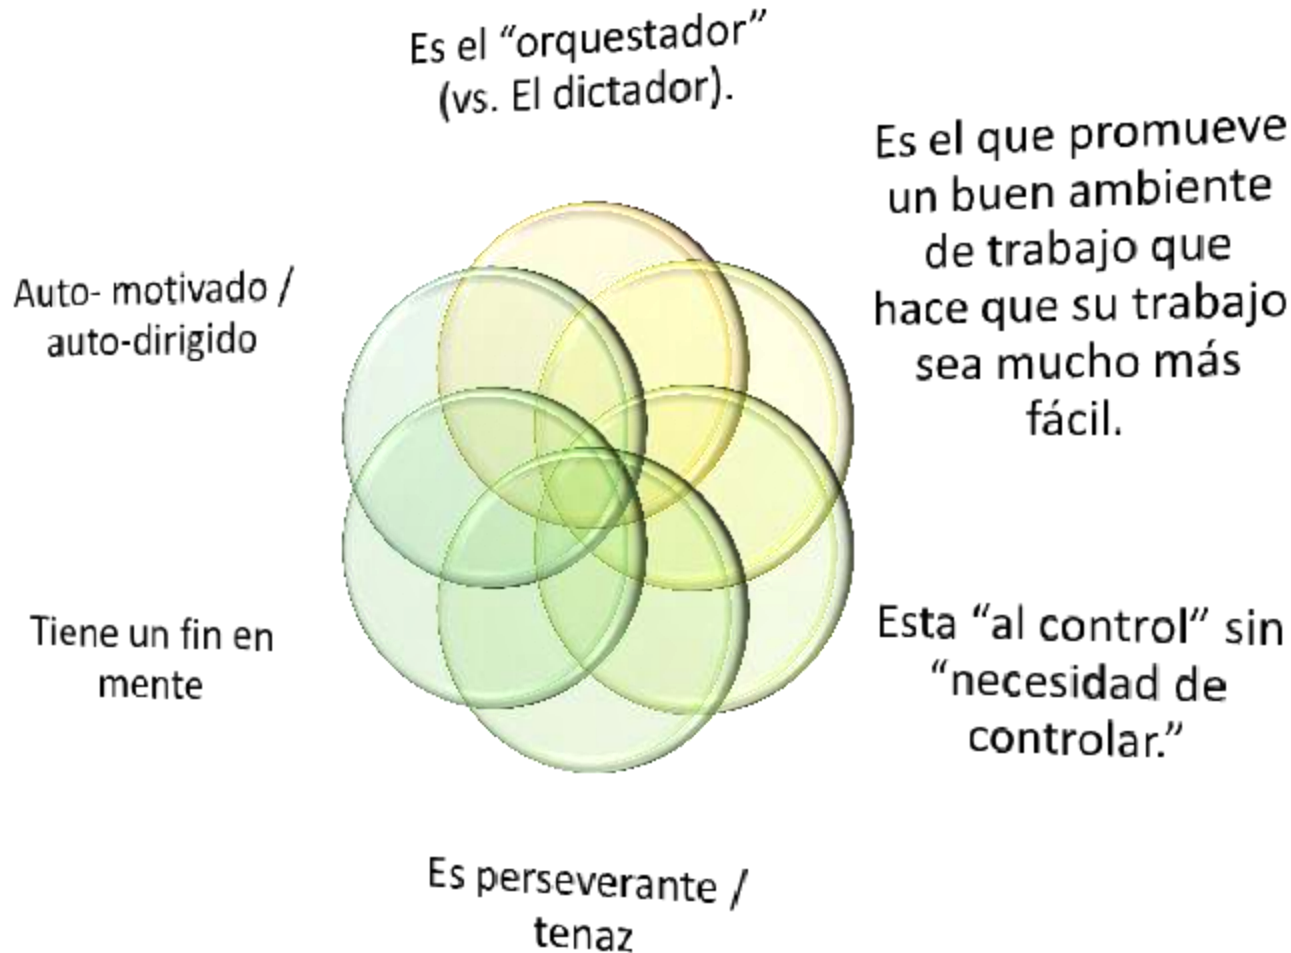 Es el “orquestador”
(vs. El dictador).
Es el que promueve
un buen ambiente
de trabajo que
hace que su trabajo
sea mucho más
fácil.
Esta “al control” sin
“necesidad de
controlar.”
Es perseverante /
tenaz
Tiene un fin en
mente
Auto- motivado /
auto-dirigido